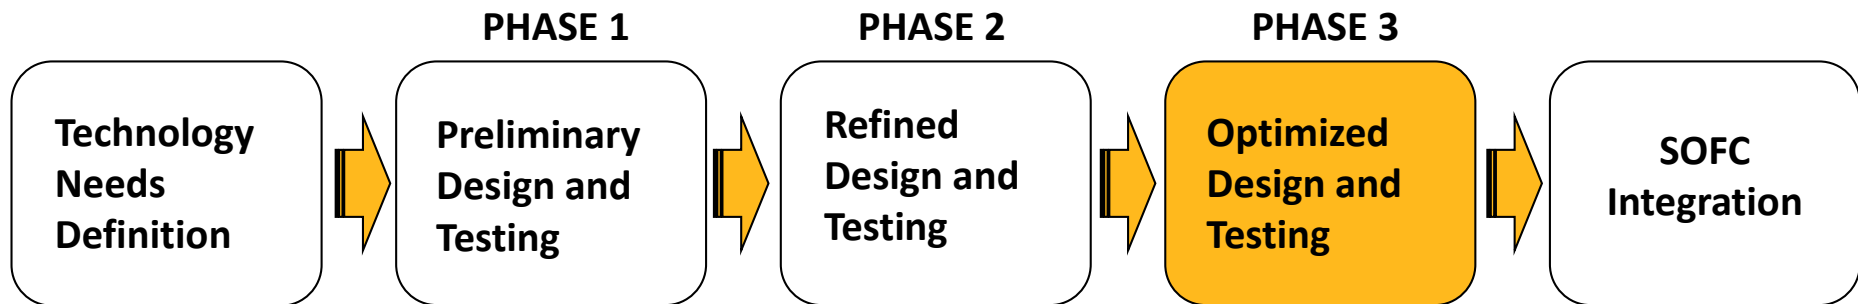 PHASE 1
PHASE 2
PHASE 3
Technology
Needs
Definition
Preliminary
Design and
Testing
Refined
Design and
Testing
Optimized
Design and
Testing
SOFC
Integration